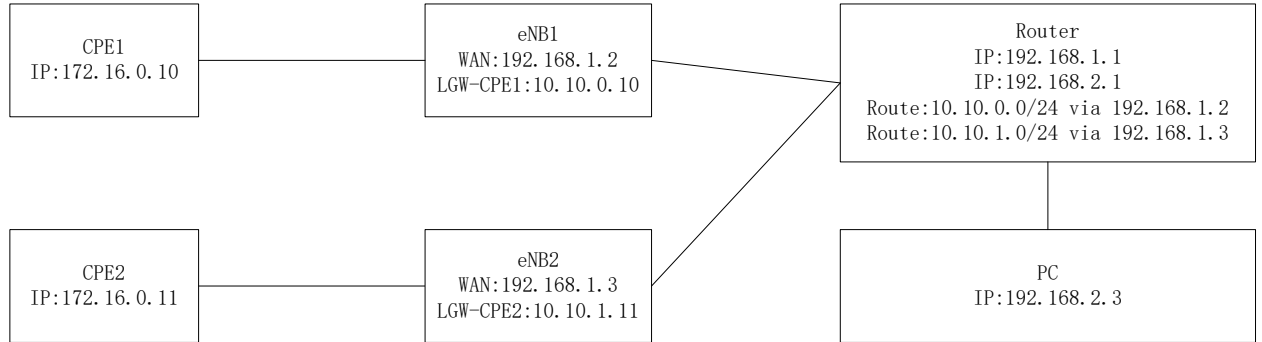 CPE1
IP:172.16.0.10
eNB1
WAN:192.168.1.2
LGW-CPE1:10.10.0.10
Router
IP:192.168.1.1
IP:192.168.2.1
Route:10.10.0.0/24 via 192.168.1.2
Route:10.10.1.0/24 via 192.168.1.3
CPE2
IP:172.16.0.11
eNB2
WAN:192.168.1.3
LGW-CPE2:10.10.1.11
PC
IP:192.168.2.3